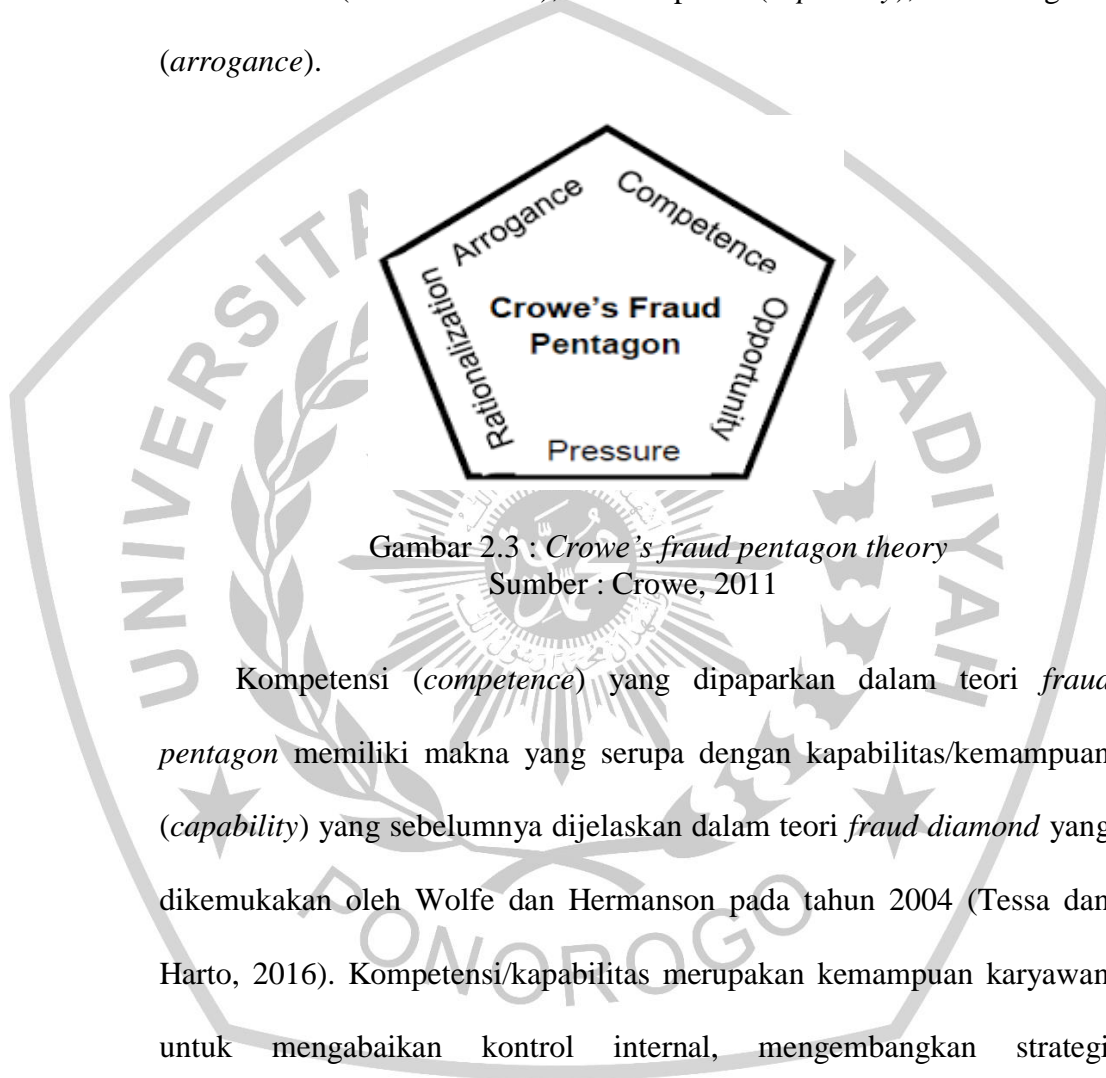 (arrogance).
Arrogance
Competence
Rationalization
Crowe's Fraud
Pentagon
Opportunity
Pressure
Gambar 2.3 : Crowe's fraud pentagon theory
Sumber : Crowe, 2011
Kompetensi (competence) yang dipaparkan dalam teori fraud
pentagon memiliki makna yang serupa dengan kapabilitas/kemampuan
(capability) yang sebelumnya dijelaskan dalam teori fraud diamond yang
dikemukakan oleh Wolfe dan Hermanson pada tahun 2004 (Tessa dan
Harto, 2016). Kompetensi/kapabilitas merupakan kemampuan karyawan
untuk mengabaikan kontrol internal, mengembangkan strategi
PONOROGO